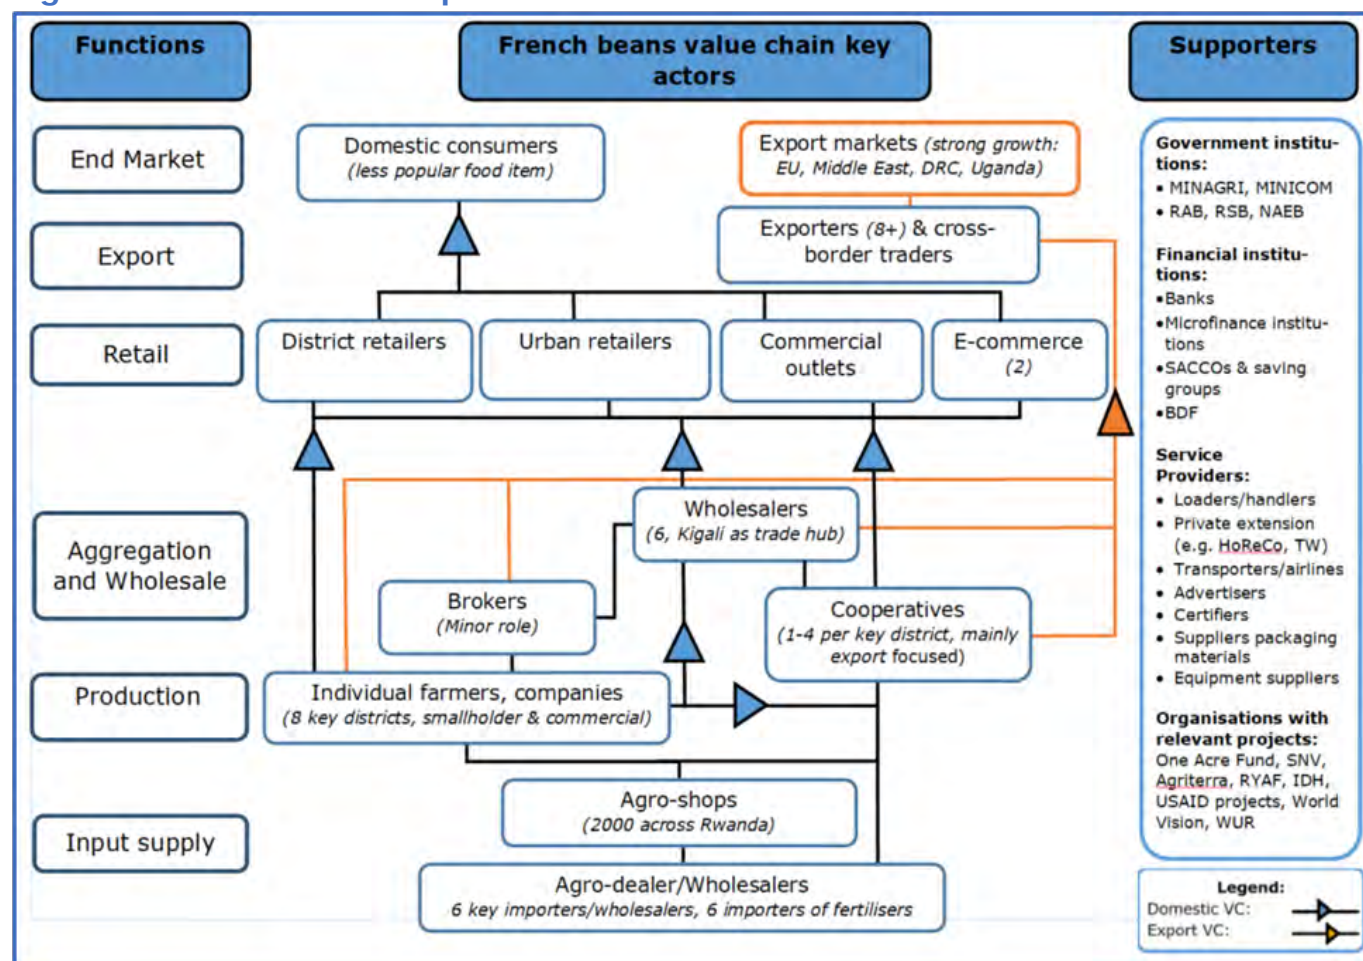 Functions
French beans value chain key
actors
Supporters
End Market
Domestic consumers
(less popular food item)
Export markets (strong growth:
EU, Middle East, DRC, Uganda)
Export
Exporters (8+) & cross-
border traders
Retail
District retailers
Urban retailers
Commercial
outlets
E-commerce
(2)
Aggregation
and Wholesale
Wholesalers
(6, Kigali as trade hub)
Brokers
(Minor role)
Cooperatives
(1-4 per key district, mainly
export focused)
Production
Individual farmers, companies
(8 key districts, smallholder & commercial)
Input supply
Agro-shops
(2000 across Rwanda)
Agro-dealer/Wholesalers
6 key importers/wholesalers, 6 importers of fertilisers
Government institu-
tions:
• MINAGRI, MINICOM
• RAB, RSB, NAEB
Financial institu-
tions:
•Banks
•Microfinance institu-
tions
•SACCOs & saving
groups
•BDF
Service
Providers:
• Loaders/handlers
• Private extension
(e.g. HoReCo, TW)
• Transporters/airlines
• Advertisers
• Certifiers
• Suppliers packaging
materials
• Equipment suppliers
Organisations with
relevant projects:
One Acre Fund, SNV,
Agriterra, RYAF, IDH,
USAID projects, World
Vision, WUR
Legend:
Domestic VC:
Export VC: